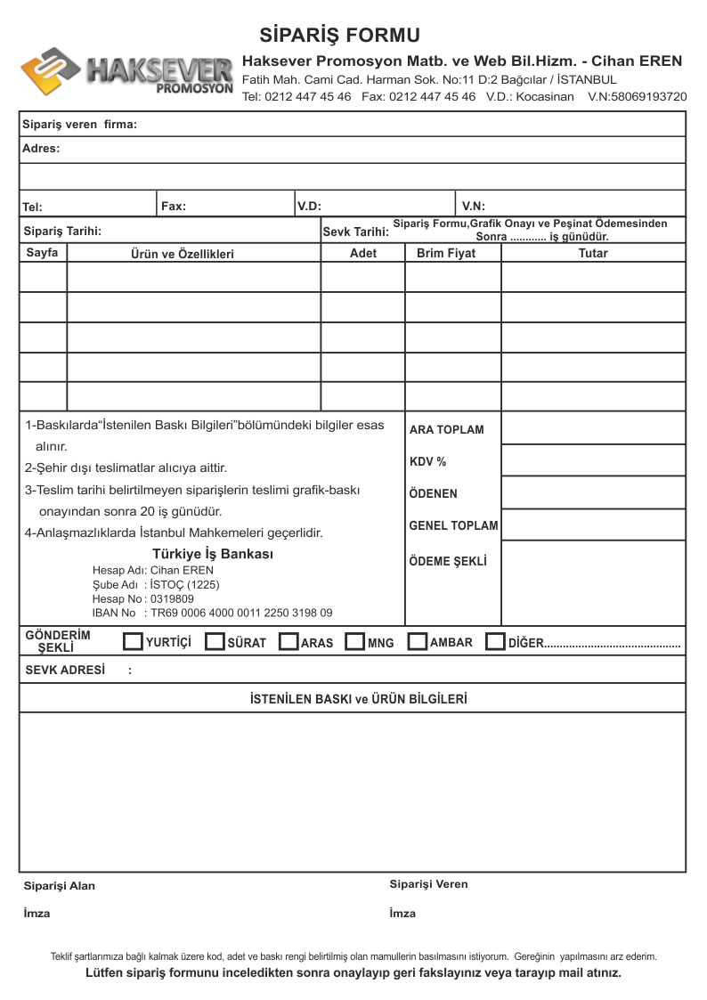 SİPARİŞ FORMU
HAKSEVER
PROMOSYON
Haksever Promosyon Matb. ve Web Bil.Hizm. - Cihan EREN
Fatih Mah. Cami Cad. Harman Sok. No:11 D:2 Bağcılar / İSTANBUL
Tel: 0212 447 45 46 Fax: 0212 447 45 46 V.D.: Kocasinan V.N:58069193720
Sipariş veren firma:
Adres:
Tel: Fax: V.D: V.N:
Sipariş Tarihi: Sevk Tarihi: Sipariş Formu,Grafik Onayı ve Peşinat Ödemesinden
Sonra ............ iş günüdür.
Sayfa Ürün ve Özellikleri Adet Brim Fiyat Tutar
1-Baskılarda“İstenilen Baskı Bilgileri”bölümündeki bilgiler esas
alınır.
2-Şehir dışı teslimatlar alıcıya aittir.
3-Teslim tarihi belirtilmeyen siparişlerin teslimi grafik-baskı
onayından sonra 20 iş günüdür.
4-Anlaşmazlıklarda İstanbul Mahkemeleri geçerlidir.
Türkiye İş Bankası
Hesap Adı: Cihan EREN
Şube Adı : İSTOÇ (1225)
Hesap No : 0319809
IBAN No : TR69 0006 4000 0011 2250 3198 09
ARA TOPLAM
KDV %
ÖDENEN
GENEL TOPLAM
ÖDEME ŞEKLİ
GÖNDERİM
ŞEKLİ
YURTİÇİ SÜRAT ARAS MNG AMBAR DİĞER............................................
SEVK ADRESİ :
İSTENİLEN BASKI ve ÜRÜN BİLGİLERİ
Siparişi Alan Siparişi Veren
İmza İmza
Teklif şartlarımıza bağlı kalmak üzere kod, adet ve baskı rengi belirtilmiş olan mamullerin basılmasını istiyorum. Gereğinin yapılmasını arz ederim.
Lütfen sipariş formunu inceledikten sonra onaylayıp geri fakslayınız veya tarayıp mail atınız.